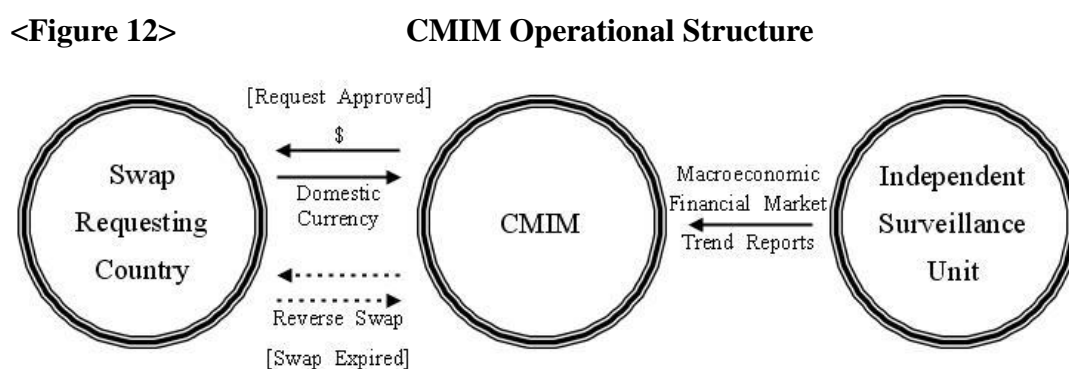 <Figure 12> CMIM Operational Structure
[Request Approved]
$
Domestic
Currency
Swap
Requesting
Country
Reverse Swap
[Swap Expired]
CMIM
Macroeconomic
Financial Market
Trend Reports
Independent
Surveillance
Unit